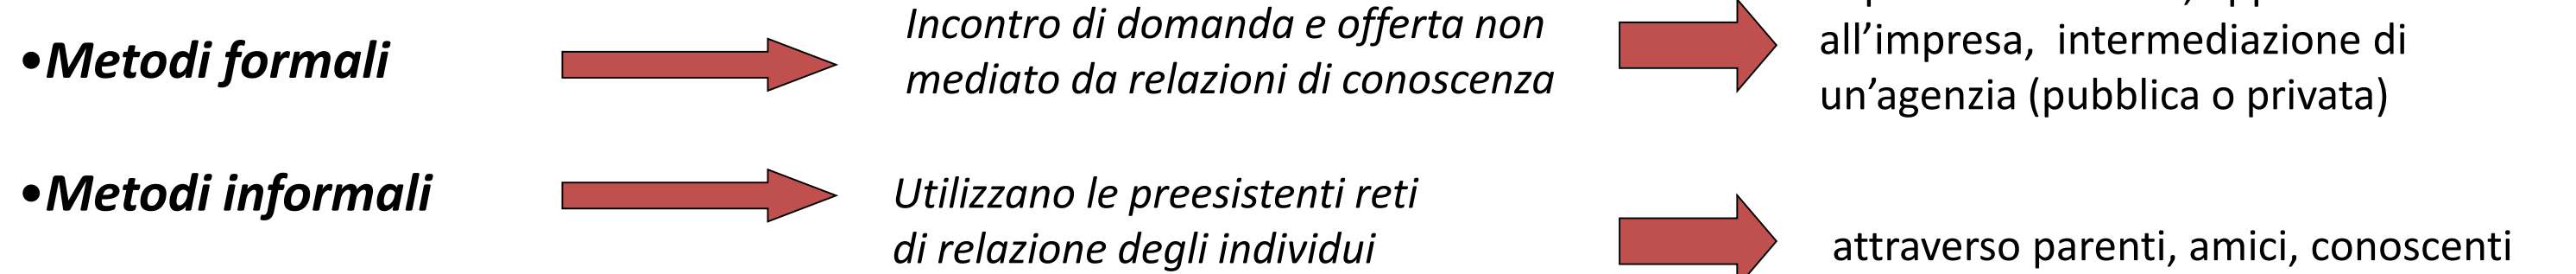 •Metodi formali
Incontro di domanda e offerta non
mediato da relazioni di conoscenza
all’impresa, intermediazione di
un’agenzia (pubblica o privata)
•Metodi informali
Utilizzano le preesistenti reti
di relazione degli individui
attraverso parenti, amici, conoscenti